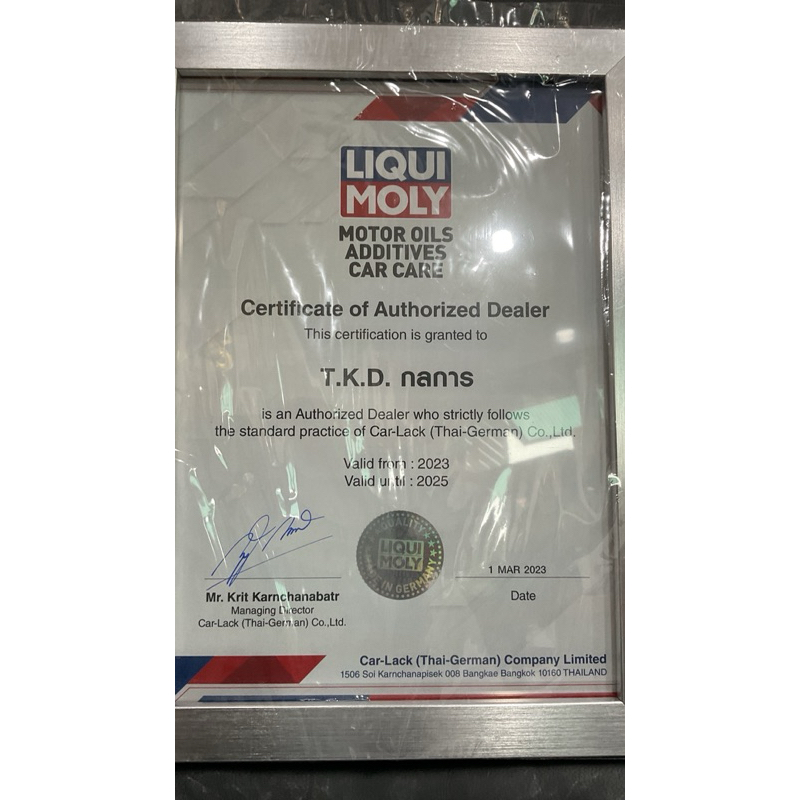 LIQUI
MOLY
MOTOR OILS
ADDITIVES
CAR CARE
Certificate of Authorized Dealer
This certification is granted to
T.K.D. กลการ
is an Authorized Dealer who strictly follows
the standard practice of Car-Lack (Thai-German) Co.,Ltd.
Valid from : 2023
Valid until : 2025
QUALITY
LIQUI
MOLY
IN GERMANY
1 MAR 2023
Mr. Krit Karnchanabatr
Date
Managing Director
Car-Lack (Thai-German) Co.,Ltd.
Car-Lack (Thai-German) Company Limited
1506 Soi Karnchanapisek 008 Bangkae Bangkok 10160 THAILAND